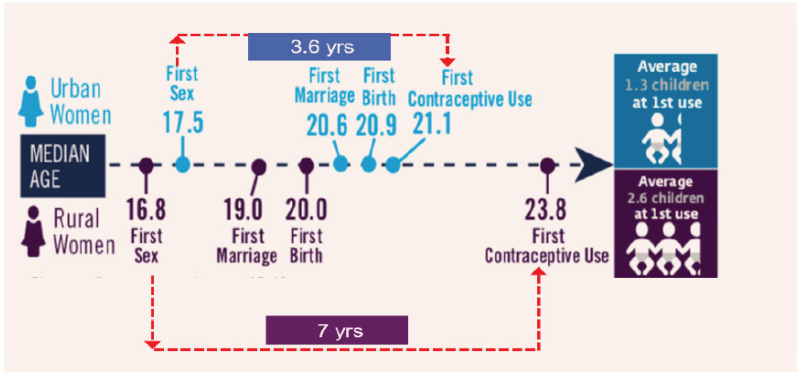 3.6 yrs
Urban
Women
First
Sex
17.5
First
Marriage
20.6
First
Birth
20.9
First
Contraceptive Use
21.1
MEDIAN
AGE
Rural
Women
16.8
First
Sex
19.0
First
Marriage
20.0
First
Birth
23.8
First
Contraceptive Use
7 yrs
Average
1.3 children
at 1st use
Average
2.6 children
at 1st use